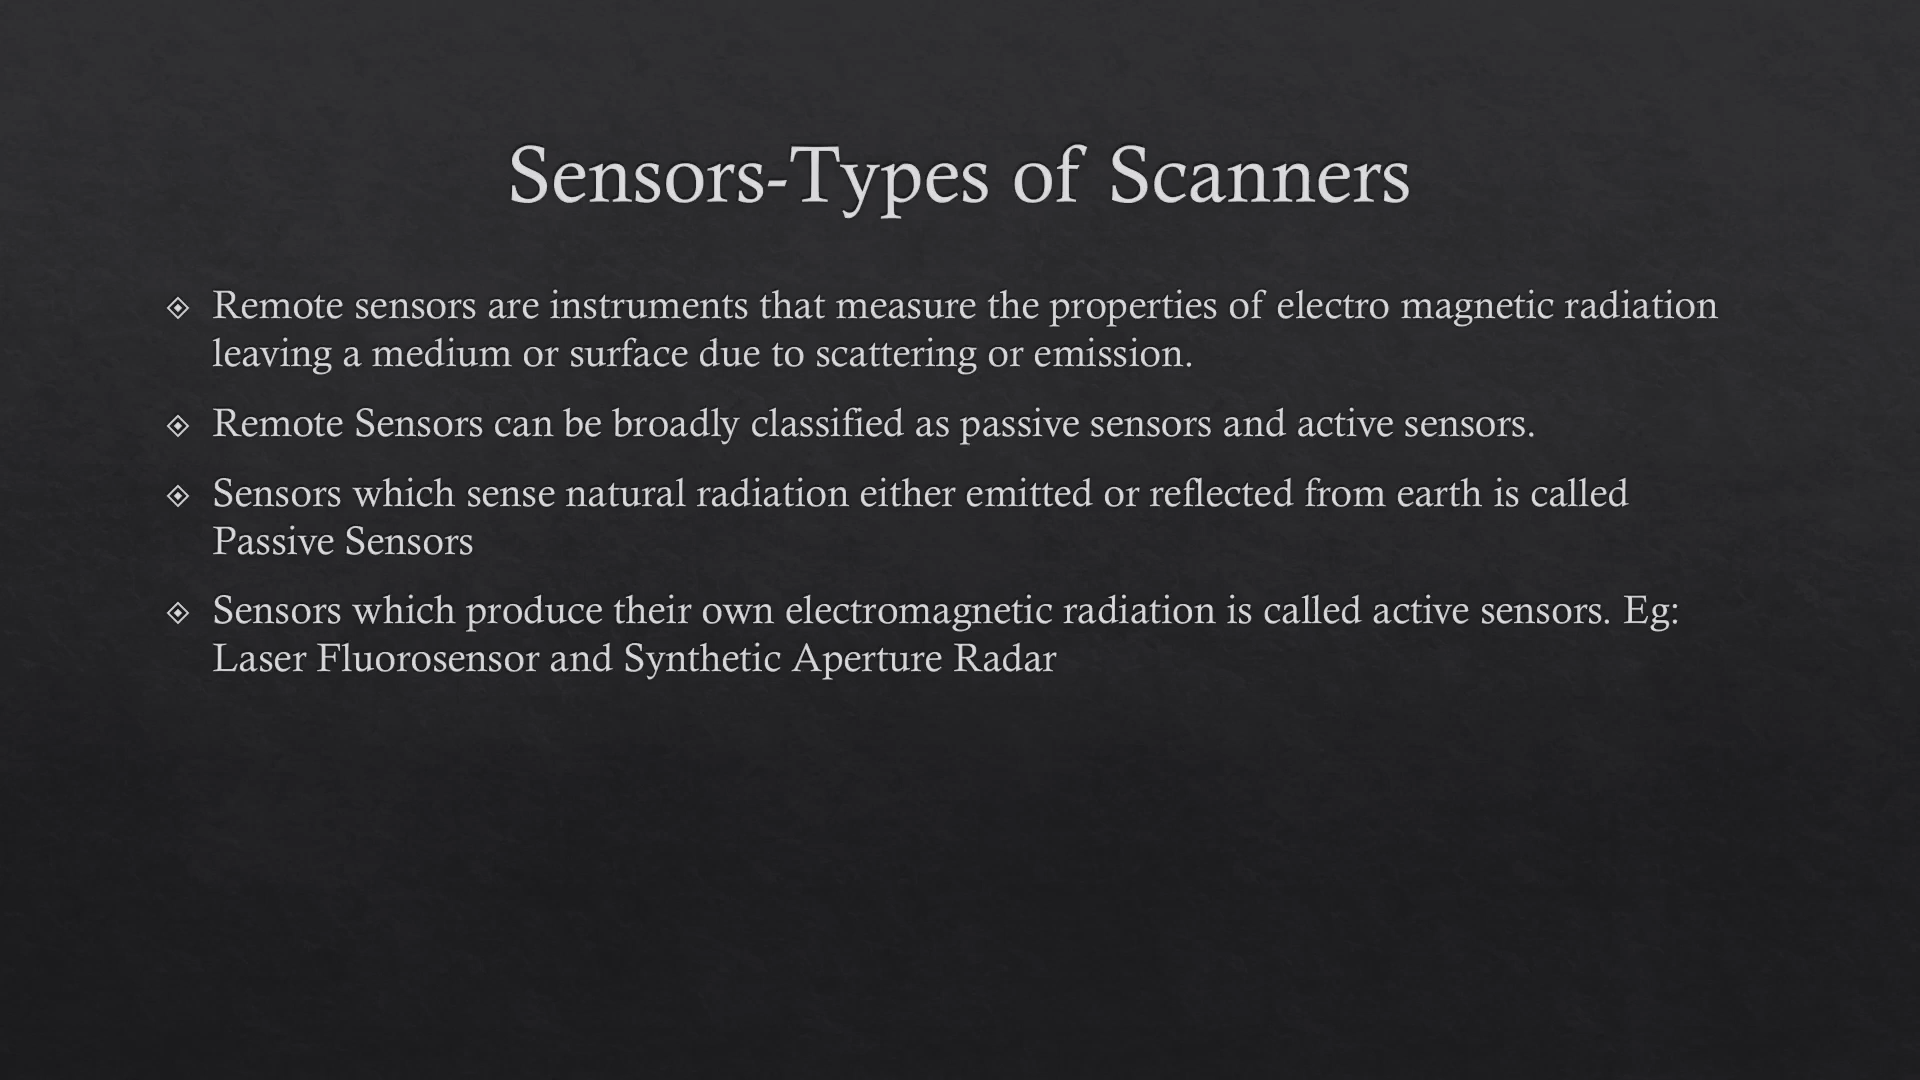 Sensors-Types of Scanners
Remote sensors are instruments that measure the properties of electro magnetic radiation
leaving a medium or surface due to scattering or emission.
Remote Sensors can be broadly classified as passive sensors and active sensors.
Sensors which sense natural radiation either emitted or reflected from earth is called
Passive Sensors
Sensors which produce their own electromagnetic radiation is called active sensors. Eg:
Laser Fluorosensor and Synthetic Aperture Radar